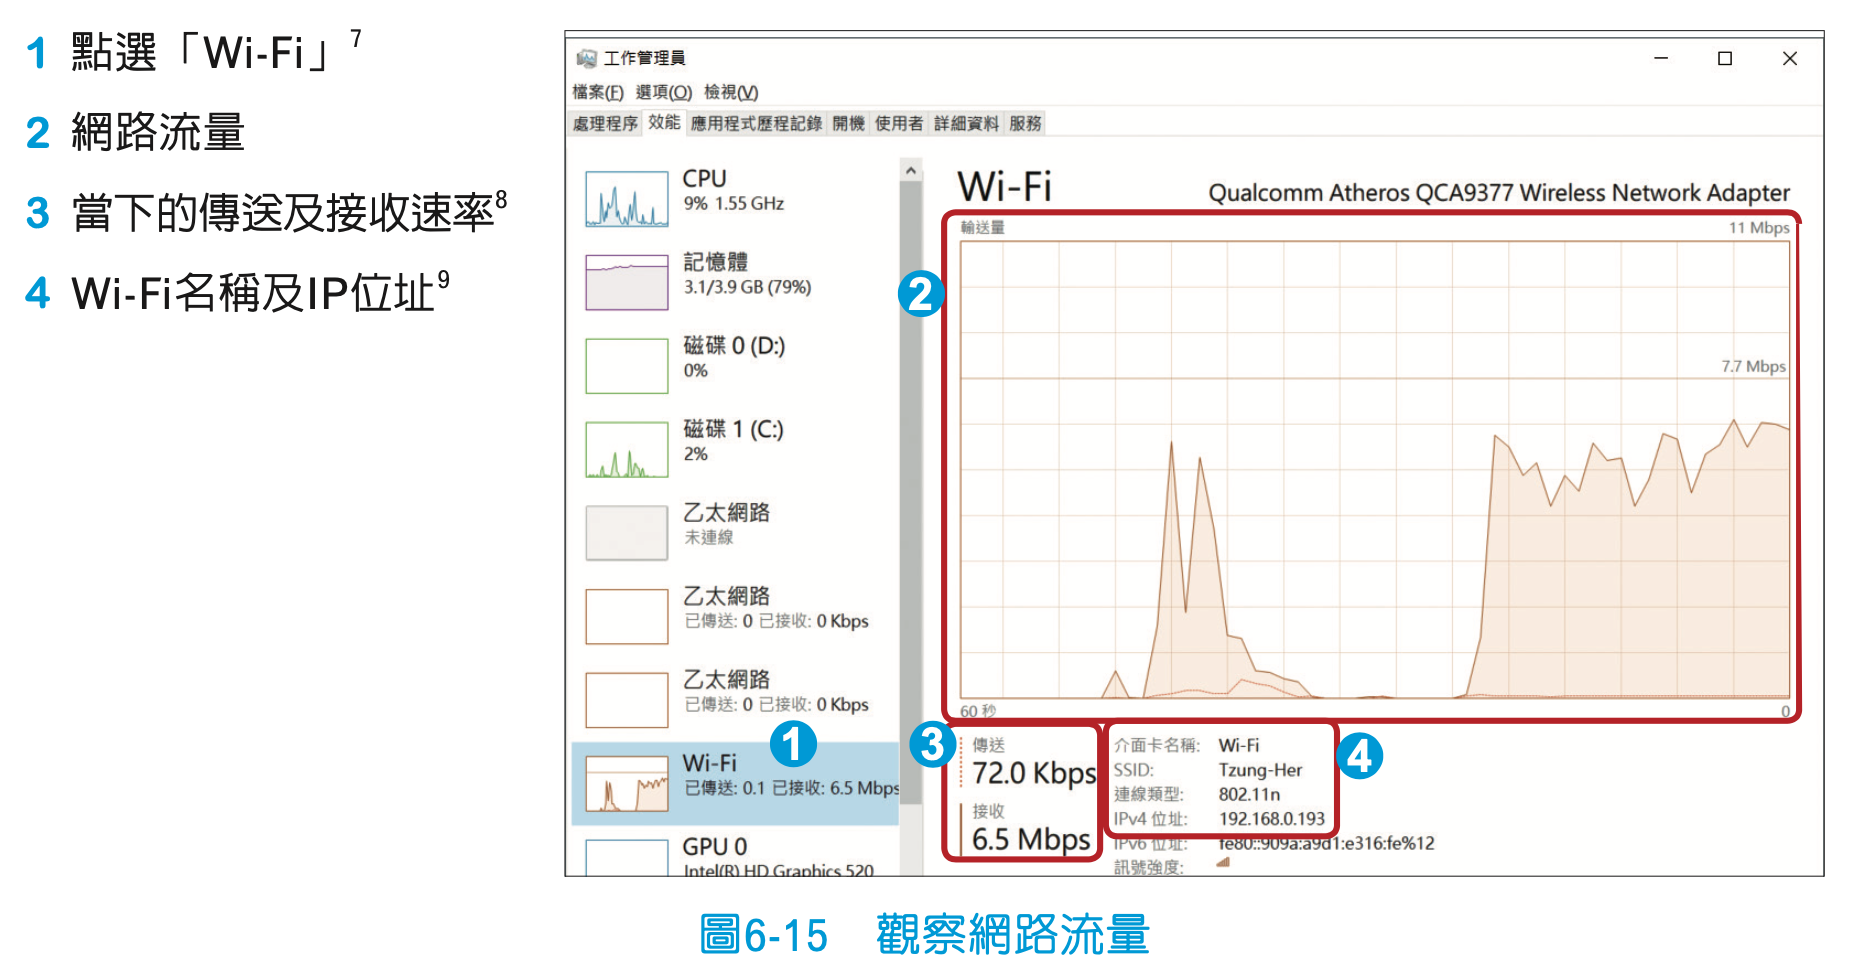 1 點選「Wi-Fi」7
2 網路流量
3 當下的傳送及接收速率8
4 Wi-Fi名稱及IP位址9
工作管理員
檔案(F) 選項(O) 檢視(V)
處理程序 效能 應用程式歷程記錄 開機 使用者 詳細資料 服務
CPU
9% 1.55 GHz
記憶體
3.1/3.9 GB (79%)
磁碟 0 (D:)
0%
磁碟 1 (C:)
2%
乙太網路
未連線
乙太網路
已傳送: 0 已接收: 0 Kbps
乙太網路
已傳送: 0 已接收: 0 Kbps
1
Wi-Fi
已傳送: 0.1 已接收: 6.5 Mbps
GPU 0
Intel(R) HD Graphics 520
Wi-Fi
Qualcomm Atheros QCA9377 Wireless Network Adapter
輸送量 11 Mbps
2
7.7 Mbps
60 秒 0
3
傳送
72.0 Kbps
接收
6.5 Mbps
4
介面卡名稱: Wi-Fi
SSID: Tzung-Her
連線類型: 802.11n
IPv4 位址: 192.168.0.193
IPv6 位址: fe80::909a:a9d1:e316:fe%12
訊號強度:
圖6-15 觀察網路流量